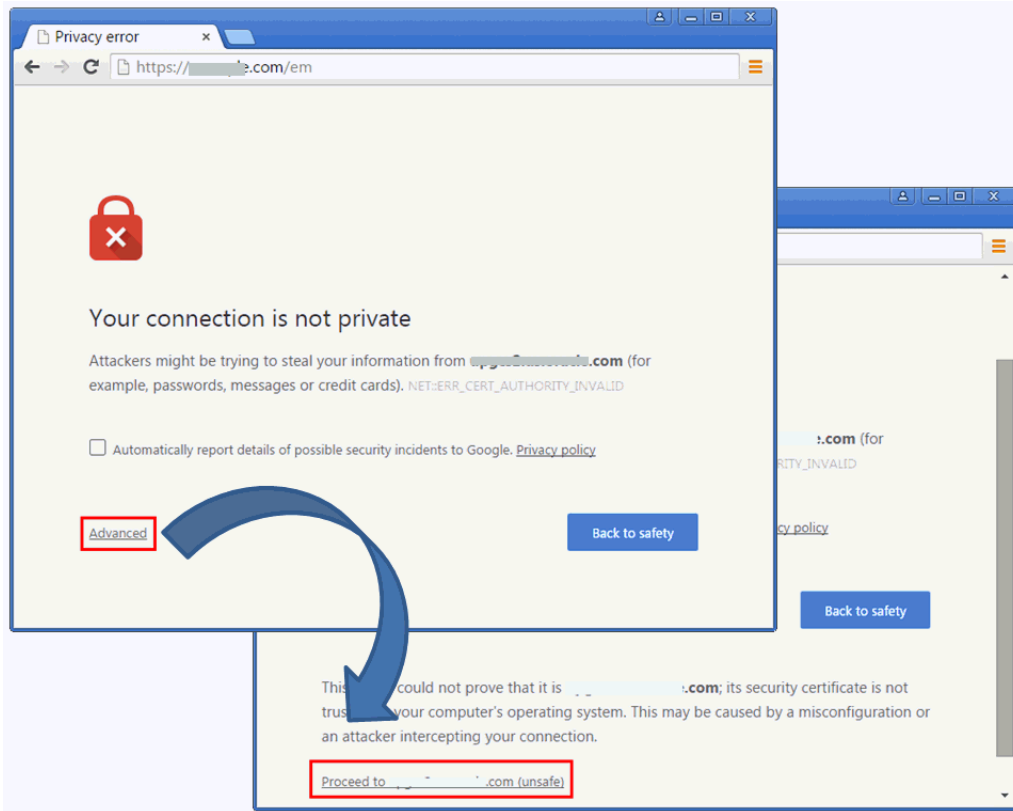 Privacy error
https://      .com/em
Your connection is not private
Attackers might be trying to steal your information from      .com (for
example, passwords, messages or credit cards). NET::ERR_CERT_AUTHORITY_INVALID
Automatically report details of possible security incidents to Google. Privacy policy
Advanced
Back to safety
.com (for
RITY_INVALID
cy policy
Back to safety
This      could not prove that it is      .com; its security certificate is not
your computer's operating system. This may be caused by a misconfiguration or
an attacker intercepting your connection.
Proceed to      .com (unsafe)